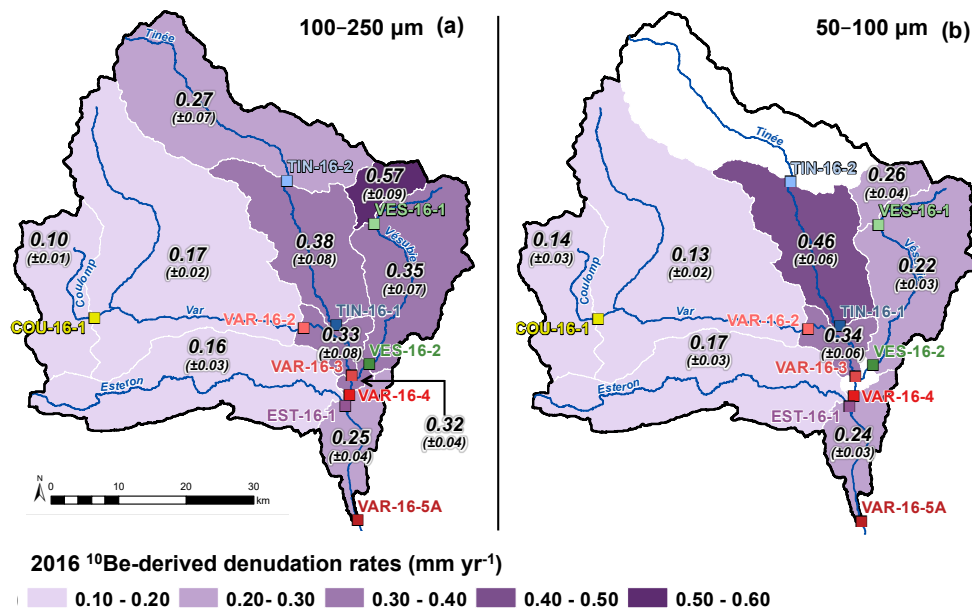 100–250 µm (a)
Tinée
0.27
(±0.07)
TIN-16-2
0.57
(±0.09)
VES-16-1
0.10
(±0.01)
Coulomp
0.17
(±0.02)
0.38
(±0.08)
Vésubie
0.35
(±0.07)
COU-16-1
Var
VAR-16-2
TIN-16-1
0.33
(±0.08)
VES-16-2
0.16
(±0.03)
VAR-16-3
Esteron
VAR-16-4
EST-16-1
0.32
(±0.04)
0.25
(±0.04)
VAR-16-5A
N
0 10 20 30
km
50–100 µm (b)
Tinée
TIN-16-2
0.26
(±0.04)
VES-16-1
0.14
(±0.03)
Coulomp
0.13
(±0.02)
0.46
(±0.06)
Vésubie
0.22
(±0.03)
COU-16-1
Var
VAR-16-2
TIN-16-1
0.34
(±0.06)
VES-16-2
0.17
(±0.03)
VAR-16-3
Esteron
VAR-16-4
EST-16-1
0.24
(±0.03)
VAR-16-5A
2016 ¹⁰Be-derived denudation rates (mm yr⁻¹)
0.10 - 0.20 0.20- 0.30 0.30 - 0.40 0.40 - 0.50 0.50 - 0.60